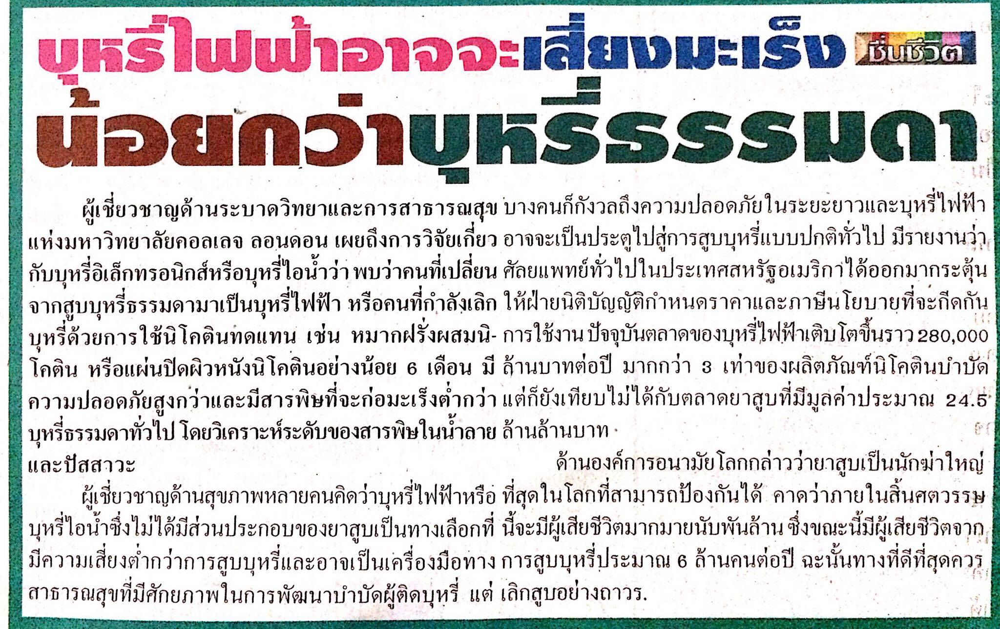 บุหรี่ไฟฟ้าอาจจะเสี่ยงมะเร็ง
ชื่นชีวิต
น้อยกว่าบุหรี่ธรรมดา
ผู้เชี่ยวชาญด้านระบาดวิทยาและการสาธารณสุข
แห่งมหาวิทยาลัยคอลเลจ ลอนดอน เผยถึงการวิจัยเกี่ยว
กับบุหรี่อิเล็กทรอนิกส์หรือบุหรี่ไอน้ำว่า พบว่าคนที่เปลี่ยน
จากสูบบุหรี่ธรรมดามาเป็นบุหรี่ไฟฟ้า หรือคนที่กำลังเลิก
บุหรี่ด้วยการใช้นิโคตินทดแทน เช่น หมากฝรั่งผสมนิ-
โคติน หรือแผ่นปิดผิวหนังนิโคตินอย่างน้อย 6 เดือน มี
ความปลอดภัยสูงกว่าและมีสารพิษที่จะก่อมะเร็งต่ำกว่า
บุหรี่ธรรมดาทั่วไป โดยวิเคราะห์ระดับของสารพิษในน้ำลาย
และปัสสาวะ
ผู้เชี่ยวชาญด้านสุขภาพหลายคนคิดว่าบุหรี่ไฟฟ้าหรือ
บุหรี่ไอน้ำซึ่งไม่ได้มีส่วนประกอบของยาสูบเป็นทางเลือกที่
มีความเสี่ยงต่ำกว่าการสูบบุหรี่และอาจเป็นเครื่องมือทาง
สาธารณสุขที่มีศักยภาพในการพัฒนาบำบัดผู้ติดบุหรี่ แต่
บางคนก็กังวลถึงความปลอดภัยในระยะยาวและบุหรี่ไฟฟ้า
อาจจะเป็นประตูไปสู่การสูบบุหรี่แบบปกติทั่วไป มีรายงานว่า
ศัลยแพทย์ทั่วไปในประเทศสหรัฐอเมริกาได้ออกมากระตุ้น
ให้ฝ่ายนิติบัญญัติกำหนดราคาและภาษีนโยบายที่จะกีดกัน
การใช้งาน ปัจจุบันตลาดของบุหรี่ไฟฟ้าเติบโตขึ้นราว 280,000
ล้านบาทต่อปี มากกว่า 3 เท่าของผลิตภัณฑ์นิโคตินบำบัด
แต่ก็ยังเทียบไม่ได้กับตลาดยาสูบที่มีมูลค่าประมาณ 24.5
ล้านล้านบาท
ด้านองค์การอนามัยโลกกล่าวว่ายาสูบเป็นนักฆ่าใหญ่
ที่สุดในโลกที่สามารถป้องกันได้ คาดว่าภายในสิ้นศตวรรษ
นี้จะมีผู้เสียชีวิตมากมายนับพันล้าน ซึ่งขณะนี้มีผู้เสียชีวิตจาก
การสูบบุหรี่ประมาณ 6 ล้านคนต่อปี ฉะนั้นทางที่ดีที่สุดควร
เลิกสูบอย่างถาวร.